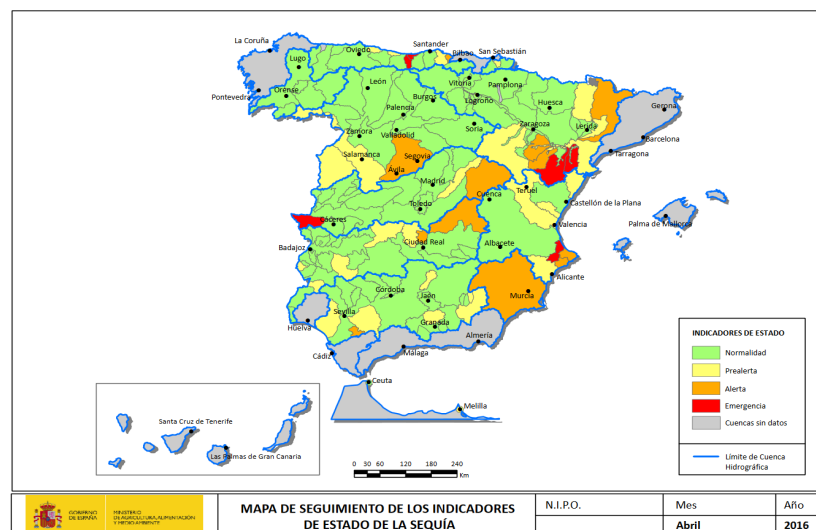 La Coruña
Oviedo
Santander
Bilbao
San Sebastián
Lugo
Pontevedra
Orense
León
Vitoria
Pamplona
Burgos
Logroño
Palencia
Huesca
Gerona
Zamora
Valladolid
Soria
Zaragoza
Lérida
Barcelona
Tarragona
Salamanca
Segovia
Ávila
Madrid
Teruel
Cuenca
Castellón de la Plana
Toledo
Cáceres
Valencia
Palma de Mallorca
Badajoz
Ciudad Real
Albacete
Alicante
Murcia
Córdoba
Jaén
Huelva
Sevilla
Granada
Almería
Cádiz
Málaga
Ceuta
Melilla
Santa Cruz de Tenerife
Las Palmas de Gran Canaria
INDICADORES DE ESTADO
Normalidad
Prealerta
Alerta
Emergencia
Cuencas sin datos
Límite de Cuenca
Hidrográfica
0 30 60 120 180 240
Km
GOBIERNO
DE ESPAÑA
MINISTERIO
DE AGRICULTURA, ALIMENTACIÓN
Y MEDIO AMBIENTE
MAPA DE SEGUIMIENTO DE LOS INDICADORES
DE ESTADO DE LA SEQUÍA
N.I.P.O.
Mes
Año
Abril
2016